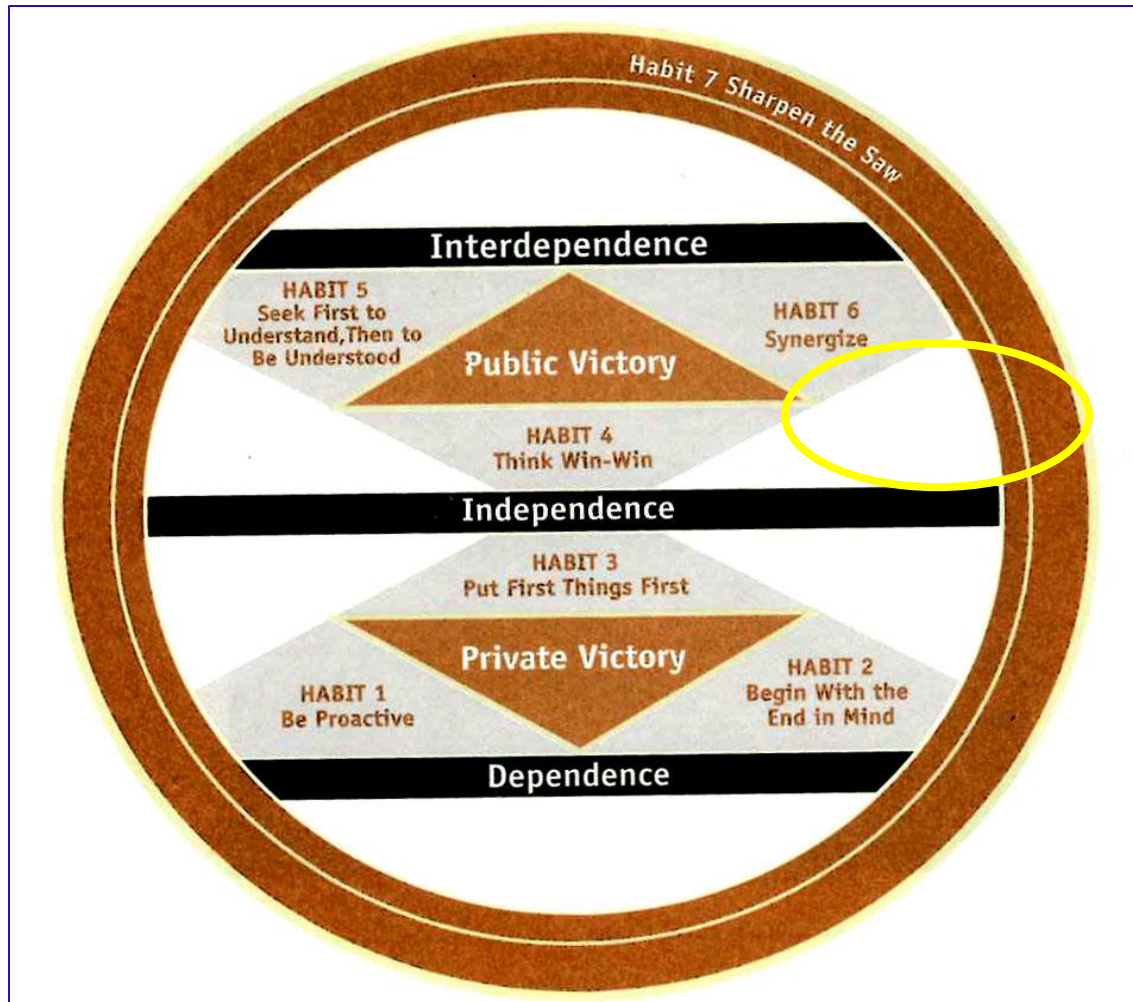 Habit 7 Sharpen the Saw
Interdependence
HABIT 5
Seek First to
Understand,Then to
Be Understood
HABIT 6
Synergize
Public Victory
HABIT 4
Think Win-Win
Independence
HABIT 3
Put First Things First
Private Victory
HABIT 1
Be Proactive
HABIT 2
Begin With the
End in Mind
Dependence